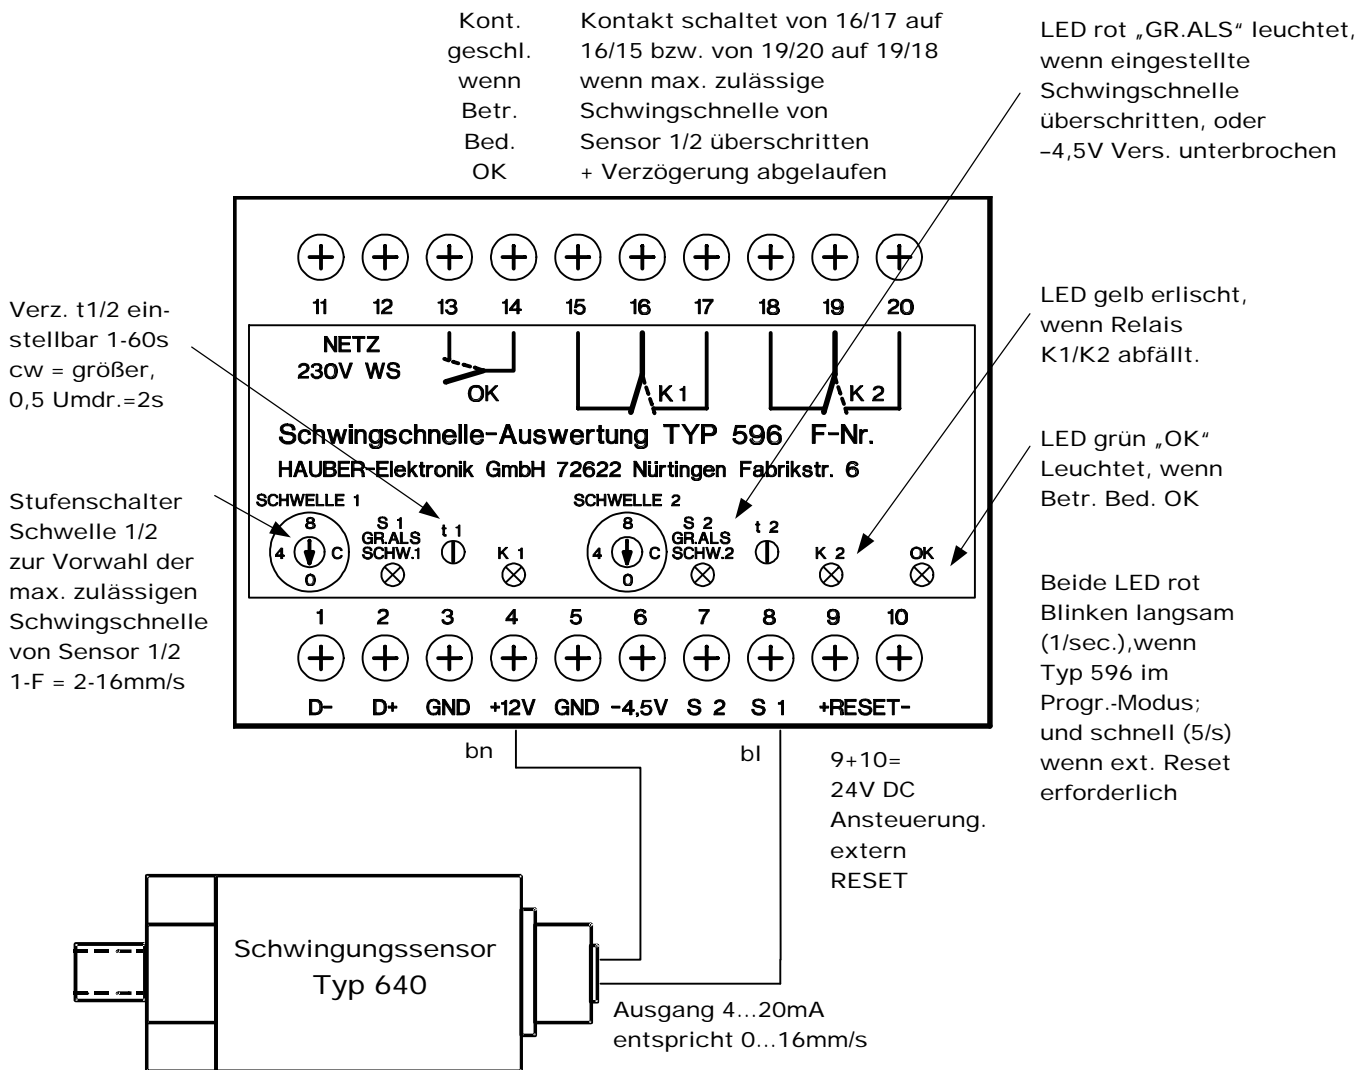 Kont.
geschl.
wenn
Betr.
Bed.
OK
Kontakt schaltet von 16/17 auf
16/15 bzw. von 19/20 auf 19/18
wenn max. zulässige
Schwingschnelle von
Sensor 1/2 überschritten
+ Verzögerung abgelaufen
LED rot „GR.ALS“ leuchtet,
wenn eingestellte
Schwingschnelle
überschritten, oder
–4,5V Vers. unterbrochen
Verz. t1/2 ein-
stellbar 1-60s
cw = größer,
0,5 Umdr.=2s
Stufenschalter
Schwelle 1/2
zur Vorwahl der
max. zulässigen
Schwingschnelle
von Sensor 1/2
1-F = 2-16mm/s
11 12 13 14 15 16 17 18 19 20
NETZ
230V WS
OK
K 1
K 2
Schwingschnelle-Auswertung TYP 596 F-Nr.
HAUBER-Elektronik GmbH 72622 Nürtingen Fabrikstr. 6
SCHWELLE 1
8
4 C
0
S 1
GR.ALS
SCHW.1
t 1
K 1
SCHWELLE 2
8
4 C
0
S 2
GR.ALS
SCHW.2
t 2
K 2
OK
1 2 3 4 5 6 7 8 9 10
D- D+ GND +12V GND -4,5V S 2 S 1 +RESET-
LED gelb erlischt,
wenn Relais
K1/K2 abfällt.
LED grün „OK“
Leuchtet, wenn
Betr. Bed. OK
Beide LED rot
Blinken langsam
(1/sec.),wenn
Typ 596 im
Progr.-Modus;
und schnell (5/s)
wenn ext. Reset
erforderlich
bn
bl
9+10=
24V DC
Ansteuerung.
extern
RESET
Schwingungssensor
Typ 640
Ausgang 4...20mA
entspricht 0...16mm/s